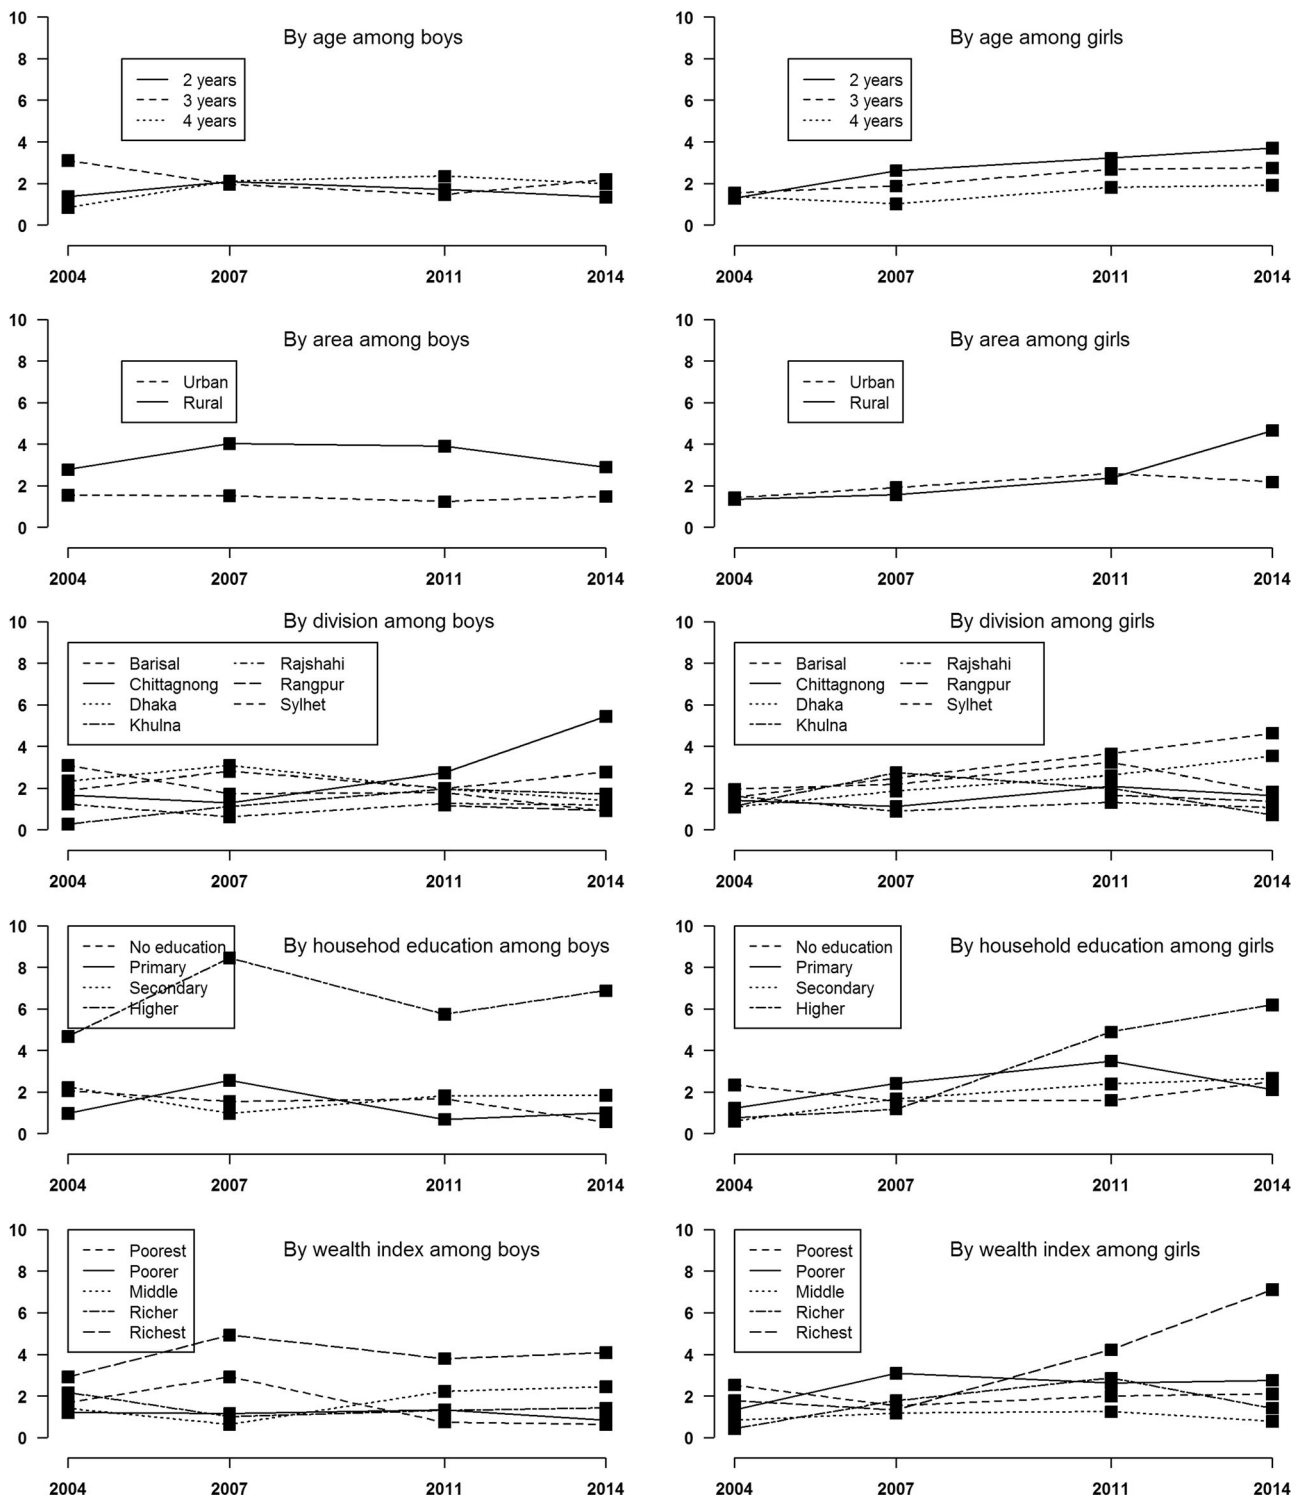 By age among boys
10
8
6
4
2
0
2 years
3 years
4 years
2004 2007 2011 2014
By age among girls
10
8
6
4
2
0
2 years
3 years
4 years
2004 2007 2011 2014
By area among boys
10
8
6
4
2
0
Urban
Rural
2004 2007 2011 2014
By area among girls
10
8
6
4
2
0
Urban
Rural
2004 2007 2011 2014
By division among boys
10
8
6
4
2
0
Barisal Rajshahi
Chittagnong Rangpur
Dhaka Sylhet
Khulna
2004 2007 2011 2014
By division among girls
10
8
6
4
2
0
Barisal Rajshahi
Chittagnong Rangpur
Dhaka Sylhet
Khulna
2004 2007 2011 2014
By househod education among boys
10
8
6
4
2
0
No education
Primary
Secondary
Higher
2004 2007 2011 2014
By household education among girls
10
8
6
4
2
0
No education
Primary
Secondary
Higher
2004 2007 2011 2014
By wealth index among boys
10
8
6
4
2
0
Poorest
Poorer
Middle
Richer
Richest
2004 2007 2011 2014
By wealth index among girls
10
8
6
4
2
0
Poorest
Poorer
Middle
Richer
Richest
2004 2007 2011 2014